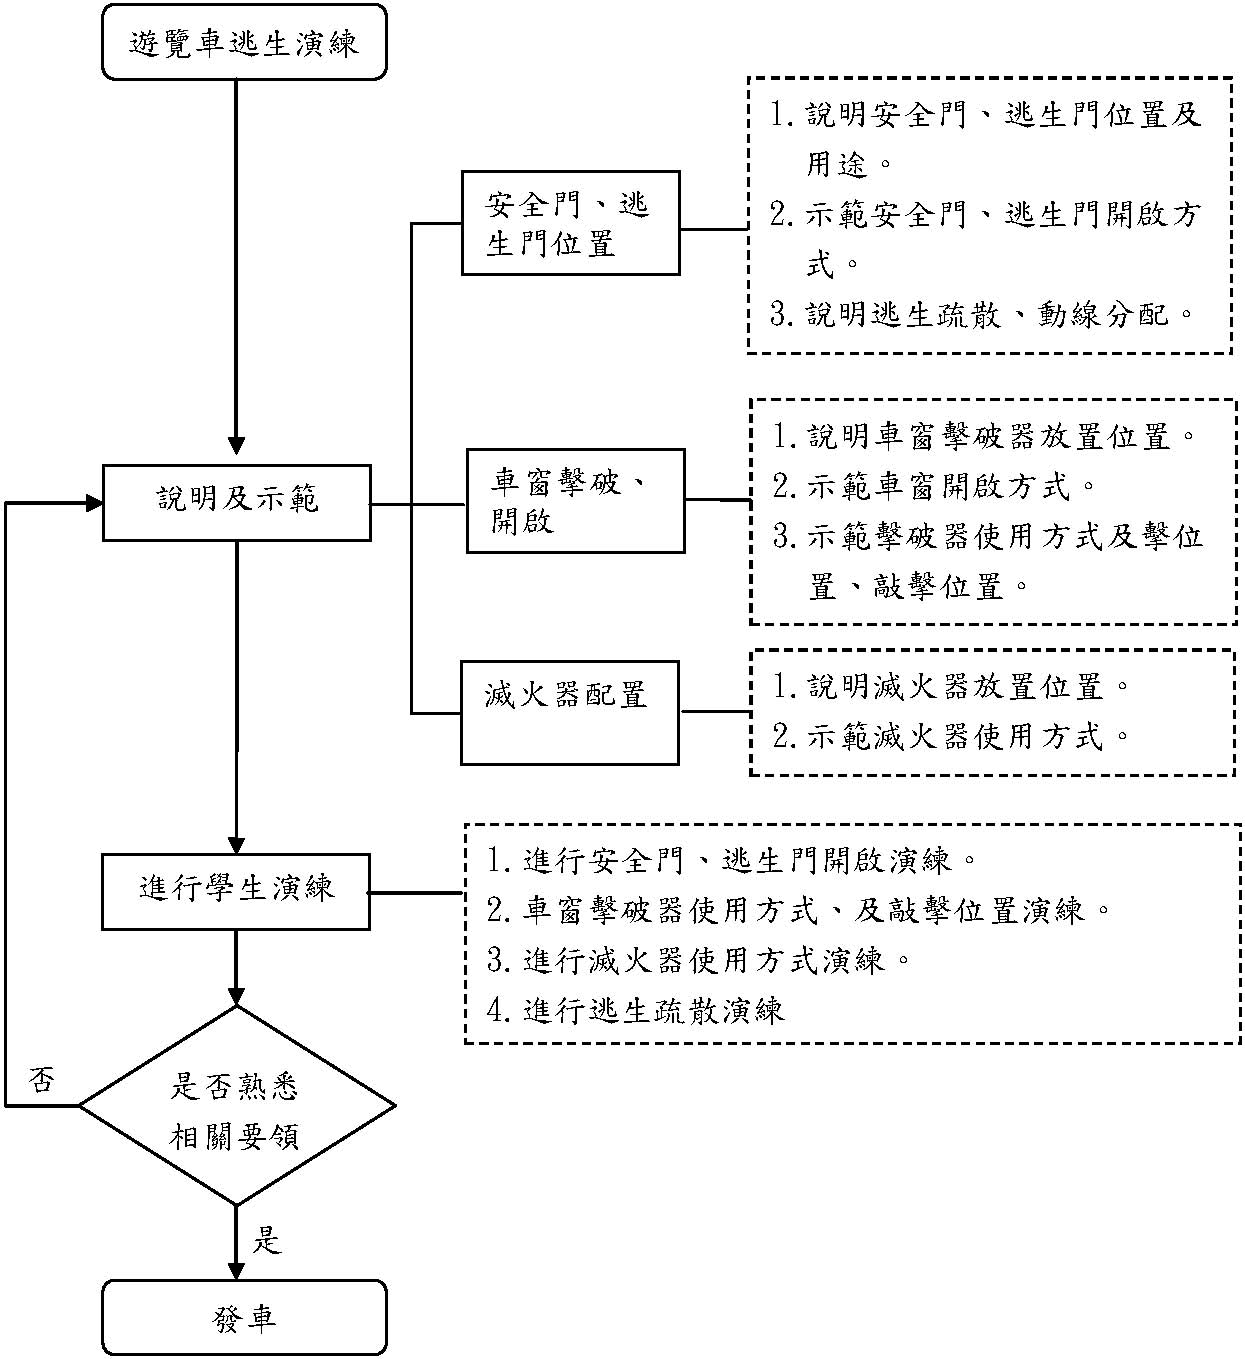 遊覽車逃生演練
說明及示範
安全門、逃
生門位置
1.說明安全門、逃生門位置及
用途。
2.示範安全門、逃生門開啟方
式。
3.說明逃生疏散、動線分配。
車窗擊破、
開啟
1.說明車窗擊破器放置位置。
2.示範車窗開啟方式。
3.示範擊破器使用方式及擊位
置、敲擊位置。
滅火器配置
1.說明滅火器放置位置。
2.示範滅火器使用方式。
進行學生演練
1.進行安全門、逃生門開啟演練。
2.車窗擊破器使用方式、及敲擊位置演練。
3.進行滅火器使用方式演練。
4.進行逃生疏散演練
是否熟悉
相關要領
否
是
發車